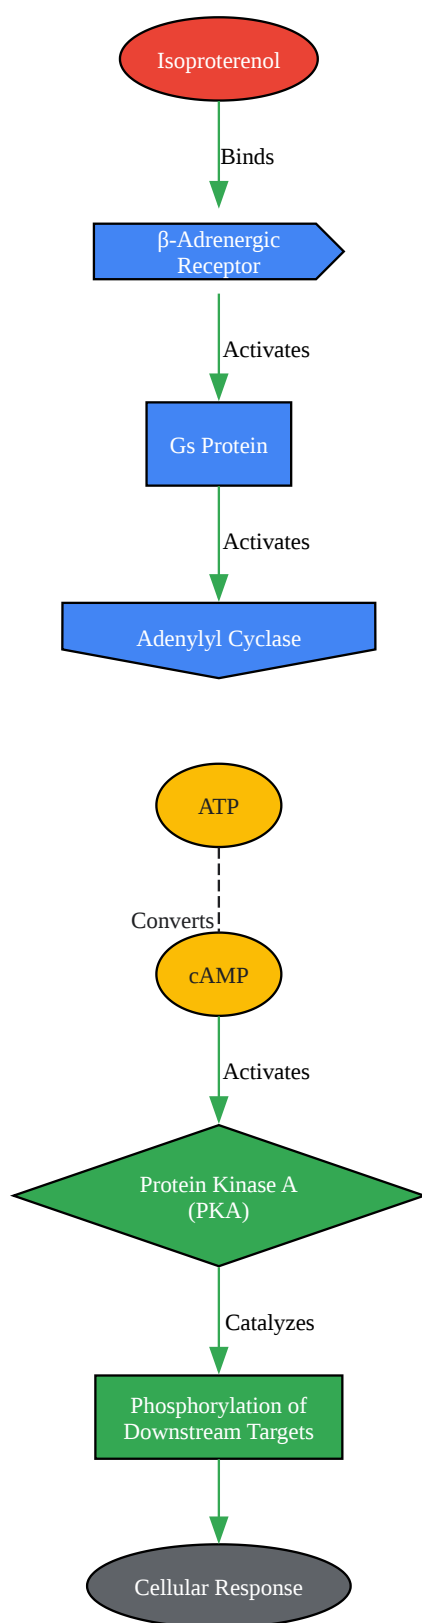 Isoproterenol
Binds
β-Adrenergic
Receptor
Activates
Gs Protein
Activates
Adenylyl Cyclase
ATP
Converts
cAMP
Activates
Protein Kinase A
(PKA)
Catalyzes
Phosphorylation of
Downstream Targets
Cellular Response